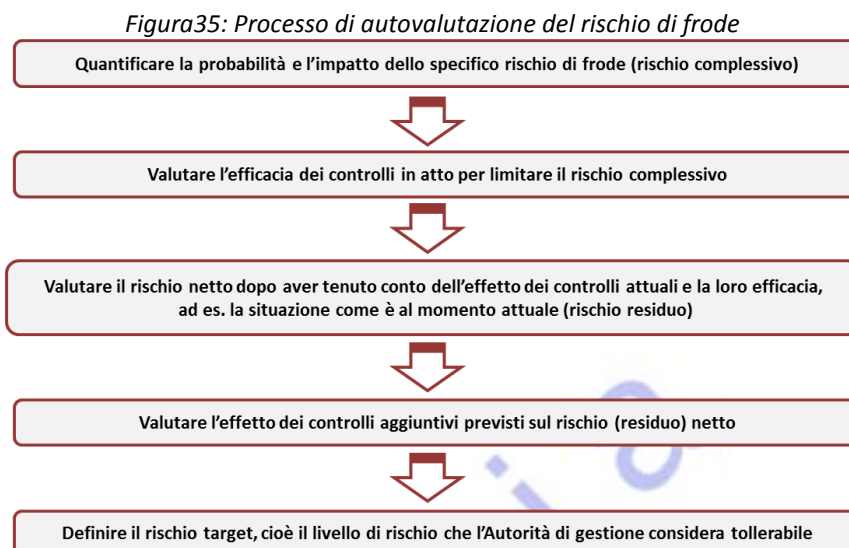 Figura35: Processo di autovalutazione del rischio di frode
Quantificare la probabilità e l'impatto dello specifico rischio di frode (rischio complessivo)
Valutare l'efficacia dei controlli in atto per limitare il rischio complessivo
Valutare il rischio netto dopo aver tenuto conto dell'effetto dei controlli attuali e la loro efficacia,
ad es. la situazione come è al momento attuale (rischio residuo)
Valutare l'effetto dei controlli aggiuntivi previsti sul rischio (residuo) netto
Definire il rischio target, cioè il livello di rischio che l'Autorità di gestione considera tollerabile